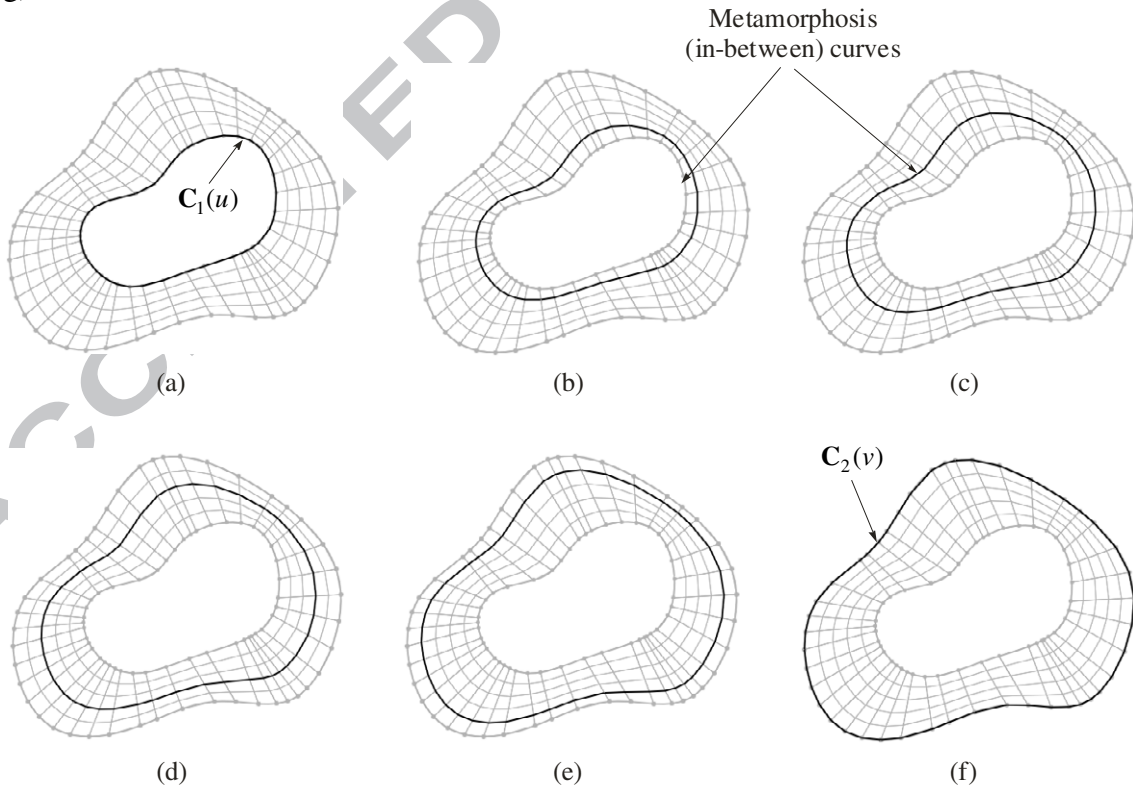 Metamorphosis
(in-between) curves
C₁(u)
(a)
(b)
(c)
C₂(v)
(d)
(e)
(f)